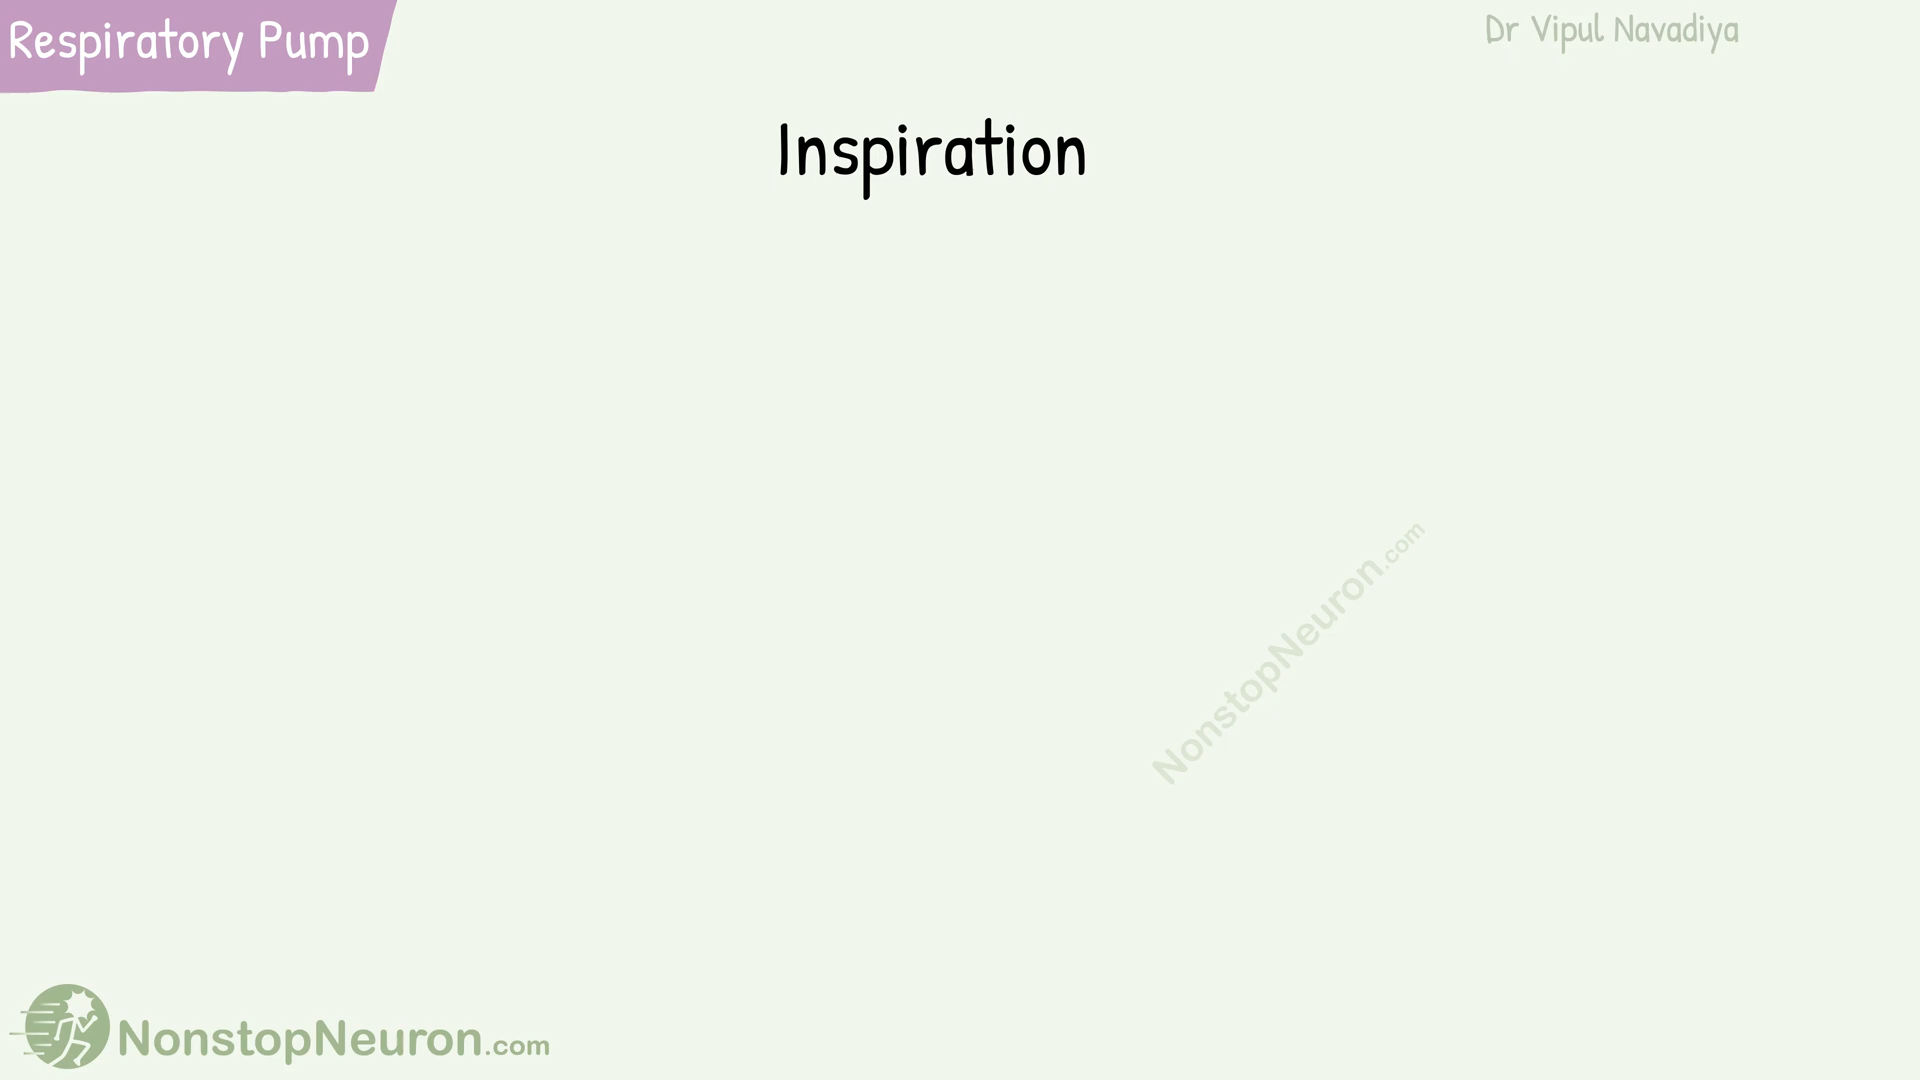 Respiratory Pump
Dr Vipul Navadiya
Inspiration
NonstopNeuron.com
NonstopNeuron.com